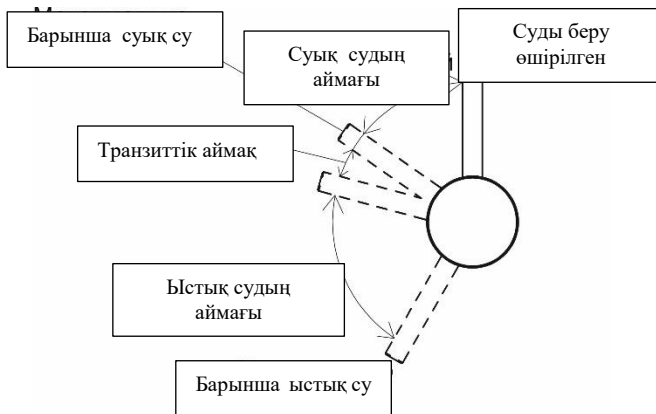 Барынша суық су
Суық судың
аймағы
Суды беру
өшірілген
Транзиттік аймақ
Ыстық судың
аймағы
Барынша ыстық су